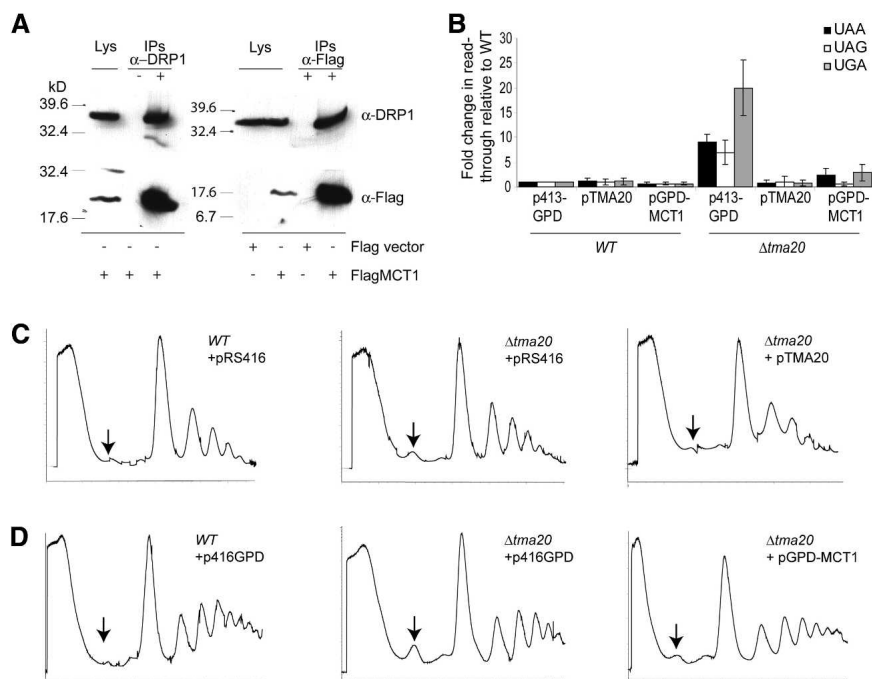 A
Lys IPs
α-DRP1
- +
kD
39.6
32.4
32.4
17.6
Lys IPs
α-Flag
+ +
39.6
32.4
17.6
6.7
α-DRP1
α-Flag
- - - + - + - Flag vector
+ + + - + - + FlagMCT1
B
Fold change in read-
through relative to WT
30
25
20
15
10
5
0
UAA
UAG
UGA
p413-
GPD
pTMA20
pGPD-
MCT1
p413-
GPD
pTMA20
pGPD-
MCT1
WT
Δtma20
C
WT
+pRS416
Δtma20
+pRS416
Δtma20
+ pTMA20
D
WT
+p416GPD
Δtma20
+p416GPD
Δtma20
+ pGPD-MCT1